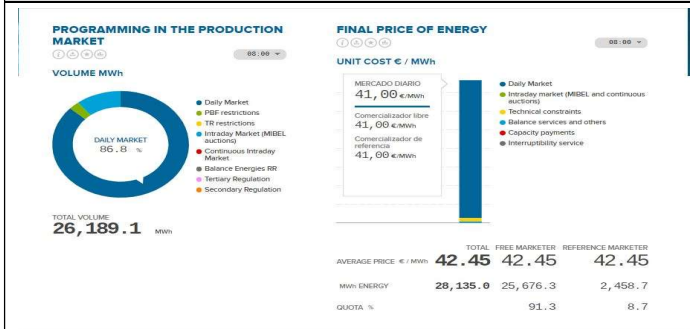 PROGRAMMING IN THE PRODUCTION
MARKET
08:00
VOLUME MWh
DAILY MARKET
86.8 %
Daily Market
PBF restrictions
TR restrictions
Intraday Market (MIBEL
auctions)
Continuous Intraday
Market
Balance Energies RR
Tertiary Regulation
Secondary Regulation
TOTAL VOLUME
26,189.1 MWh
FINAL PRICE OF ENERGY
08:00
UNIT COST € / MWh
MERCADO DIARIO
41,00 €/MWh
Comercializador libre
41,00 €/MWh
Comercializador de
referencia
41,00 €/MWh
Daily Market
Intraday market (MIBEL and continuous
auctions)
Technical constraints
Balance services and others
Capacity payments
Interruptibility service
TOTAL FREE MARKETER REFERENCE MARKETER
AVERAGE PRICE € / MWh 42.45 42.45 42.45
MWh ENERGY 28,135.0 25,676.3 2,458.7
QUOTA % 91.3 8.7